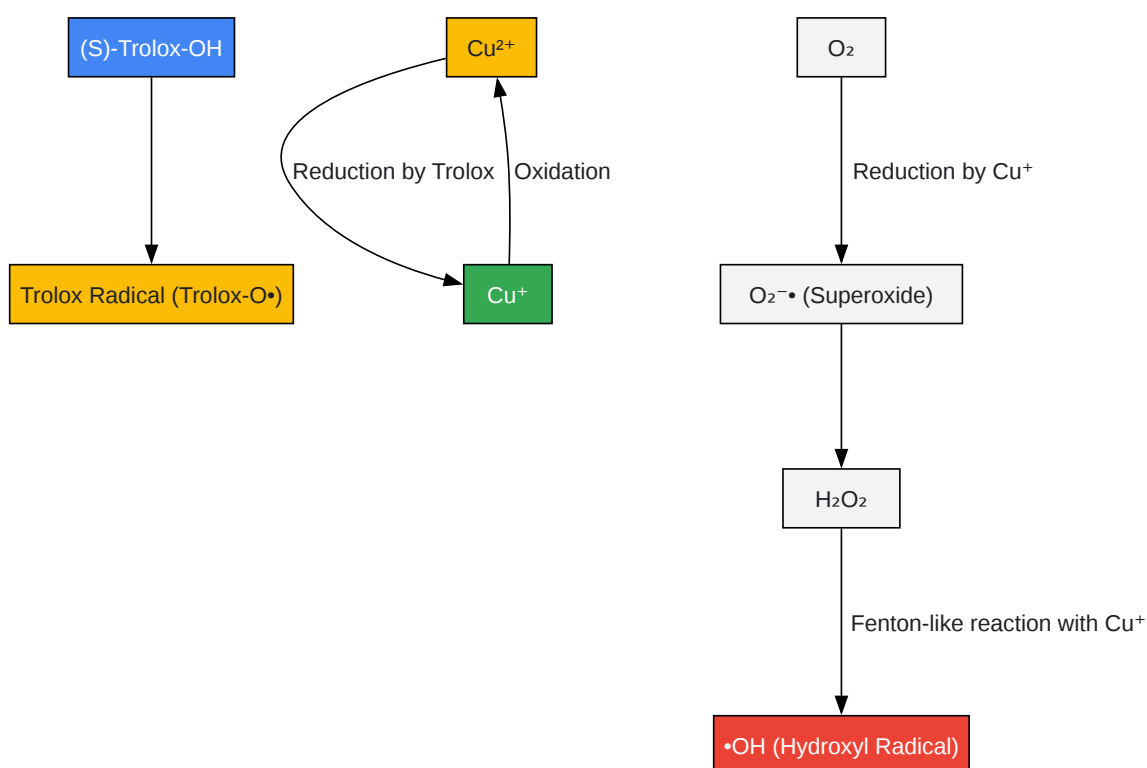 (S)-Trolox-OH
Cu²⁺
O₂
Reduction by Trolox
Oxidation
Reduction by Cu⁺
Trolox Radical (Trolox-O•)
Cu⁺
O₂⁻• (Superoxide)
H₂O₂
Fenton-like reaction with Cu⁺
•OH (Hydroxyl Radical)